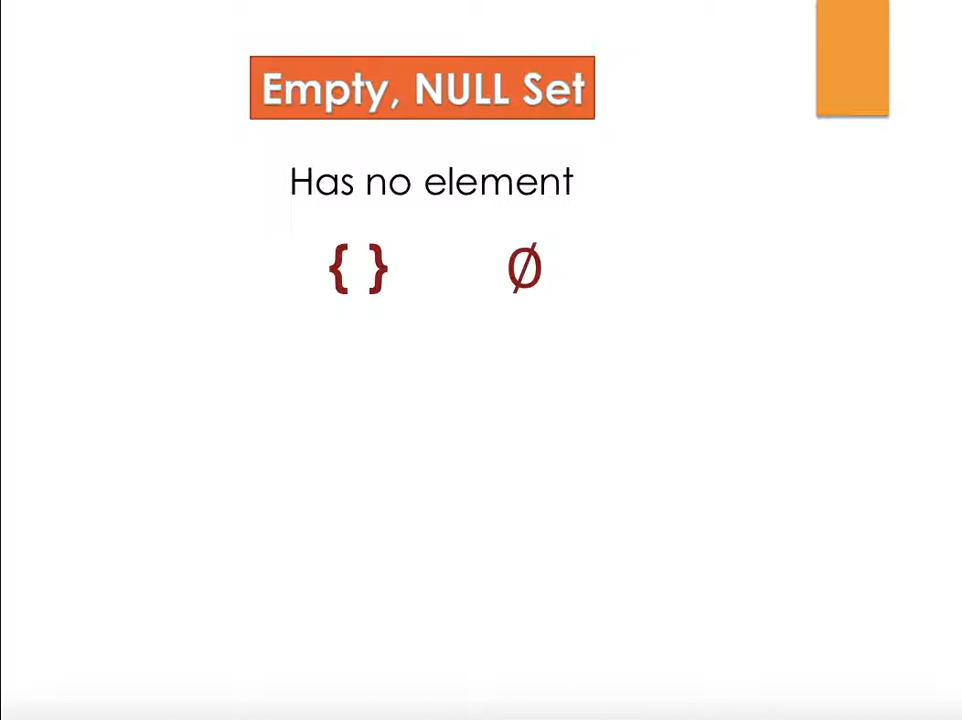 Empty, NULL Set
Has no element
{ } Ø